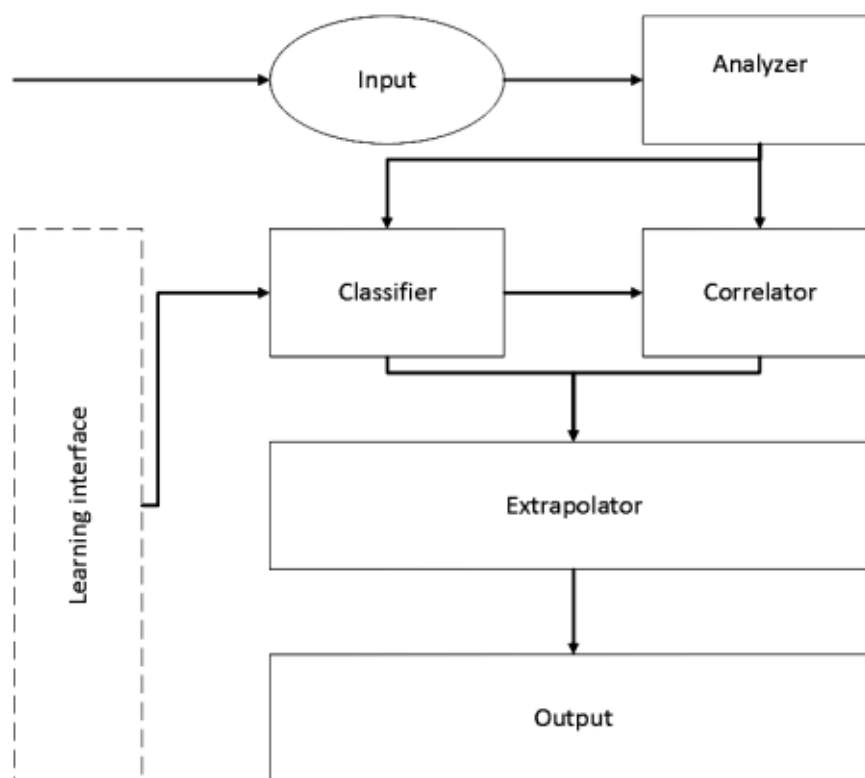 Input
Analyzer
Classifier
Correlator
Learning interface
Extrapolator
Output